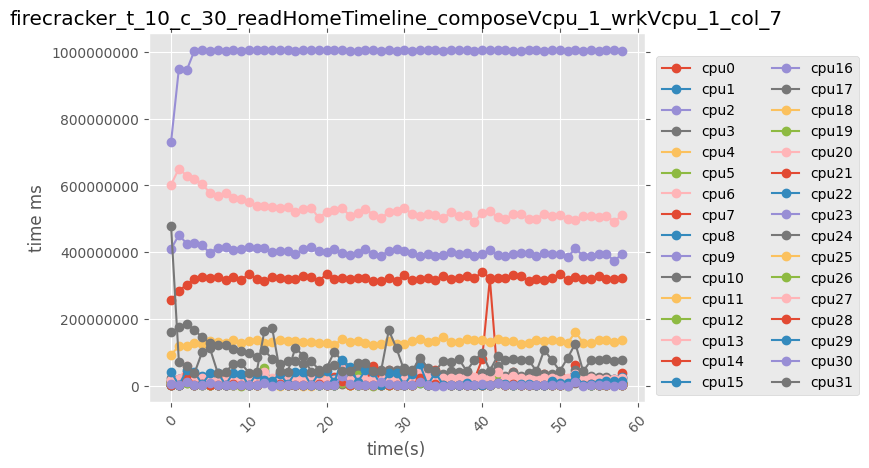 firecracker_t_10_c_30_readHomeTimeline_composeVcpu_1_wrkVcpu_1_col_7
1000000000
800000000
600000000
400000000
200000000
0
time ms
0
10
20
30
40
50
60
time(s)
cpu0
cpu1
cpu2
cpu3
cpu4
cpu5
cpu6
cpu7
cpu8
cpu9
cpu10
cpu11
cpu12
cpu13
cpu14
cpu15
cpu16
cpu17
cpu18
cpu19
cpu20
cpu21
cpu22
cpu23
cpu24
cpu25
cpu26
cpu27
cpu28
cpu29
cpu30
cpu31